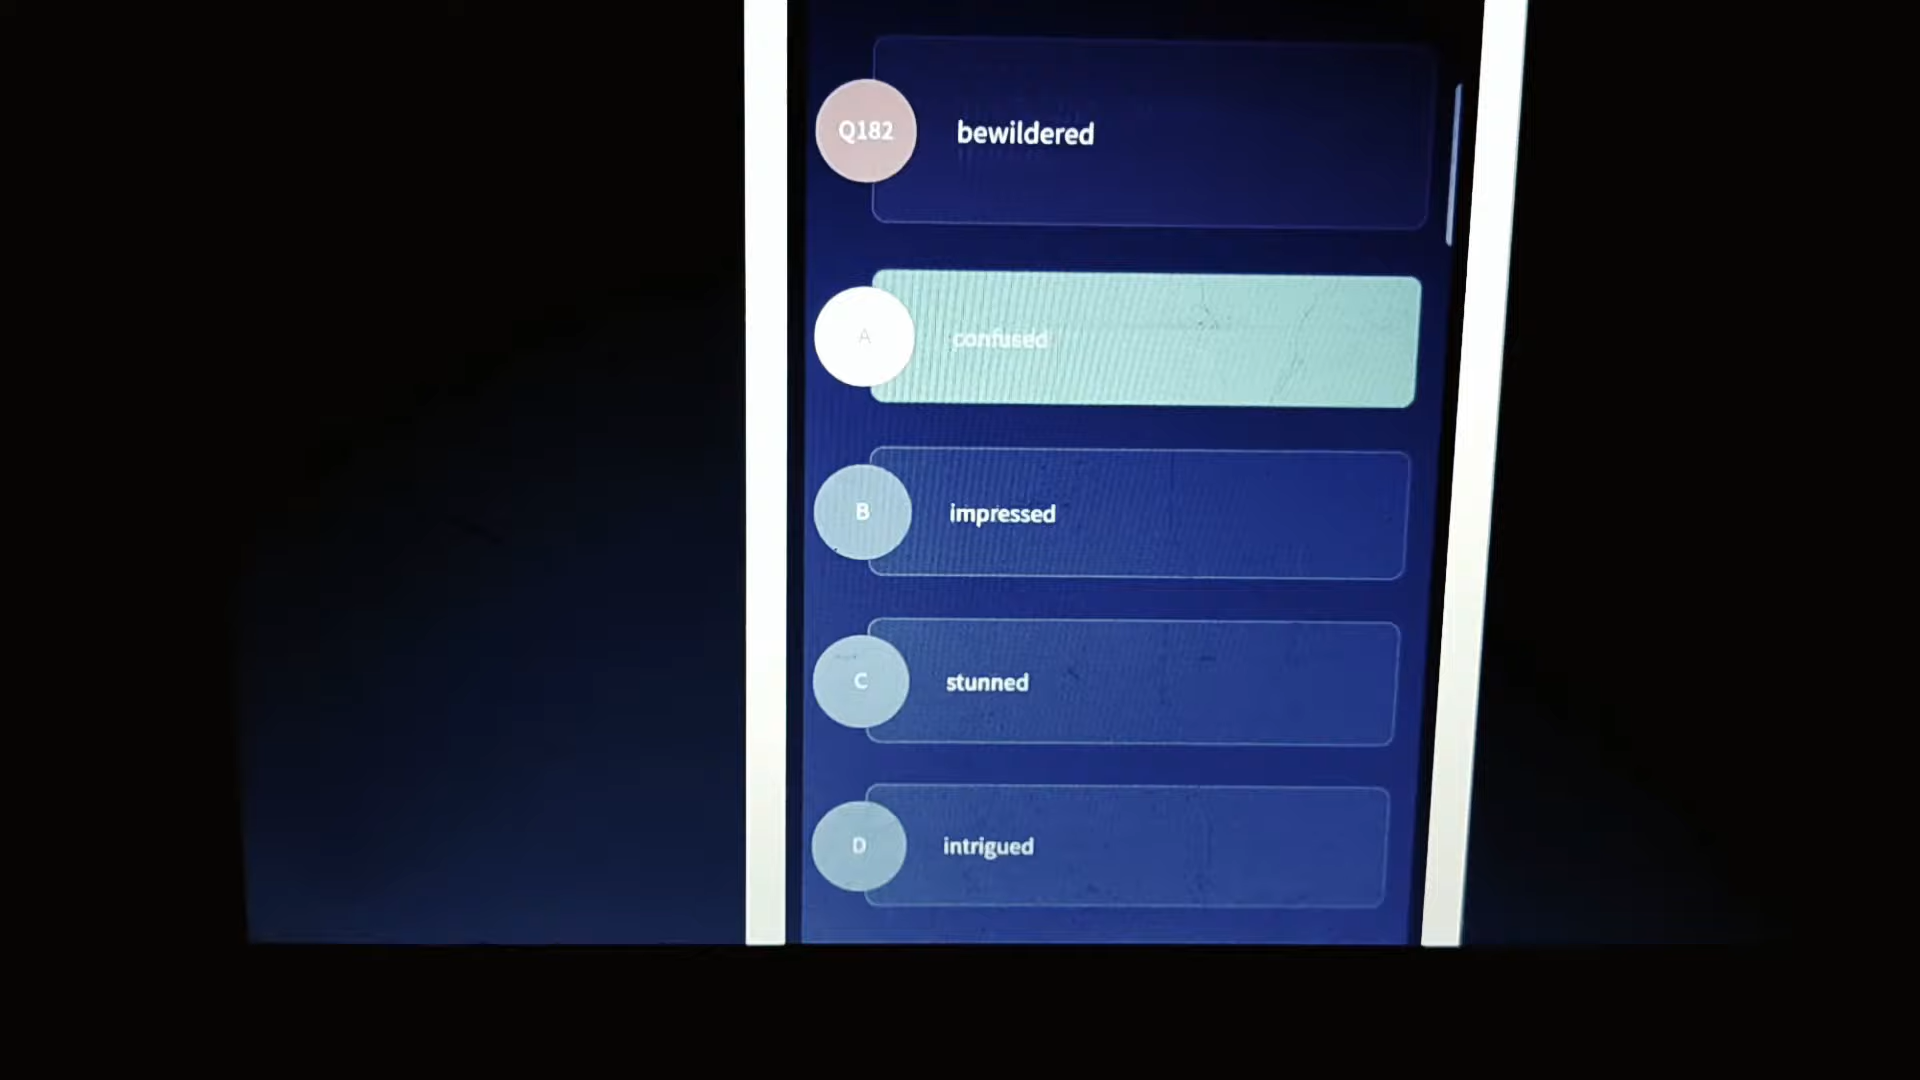 Q182
bewildered
A
confused
B
impressed
C
stunned
D
intrigued